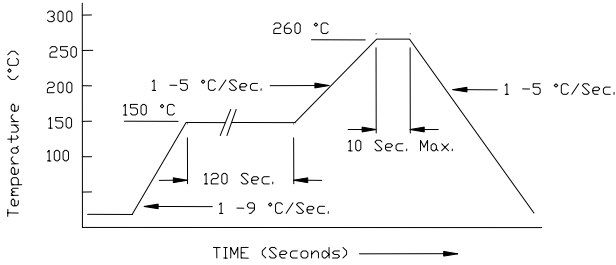 Temperature (°C)
300
250
200
250
150
100
260 °C
1 -5 °C/Sec.
150 °C
1 -5 °C/Sec.
10 Sec. Max.
120 Sec.
1 -9 °C/Sec.
TIME (Seconds)